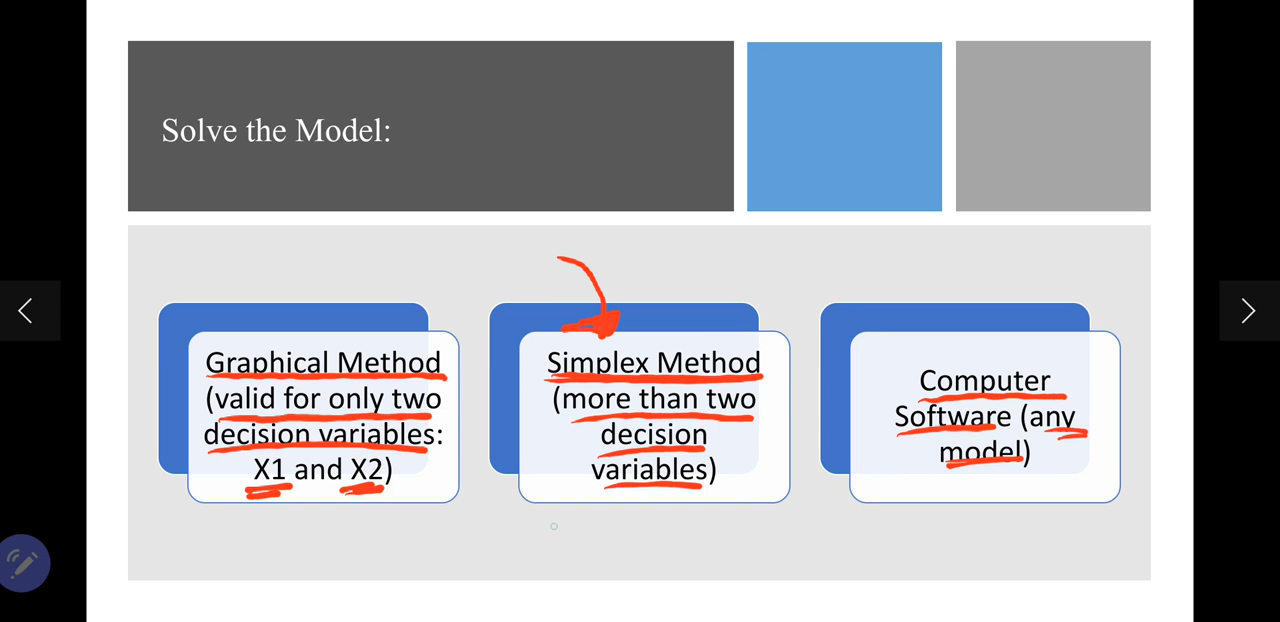 Solve the Model:
Graphical Method
(valid for only two
decision variables:
X1 and X2)
Simplex Method
(more than two
decision
variables)
Computer
Software (any
model)